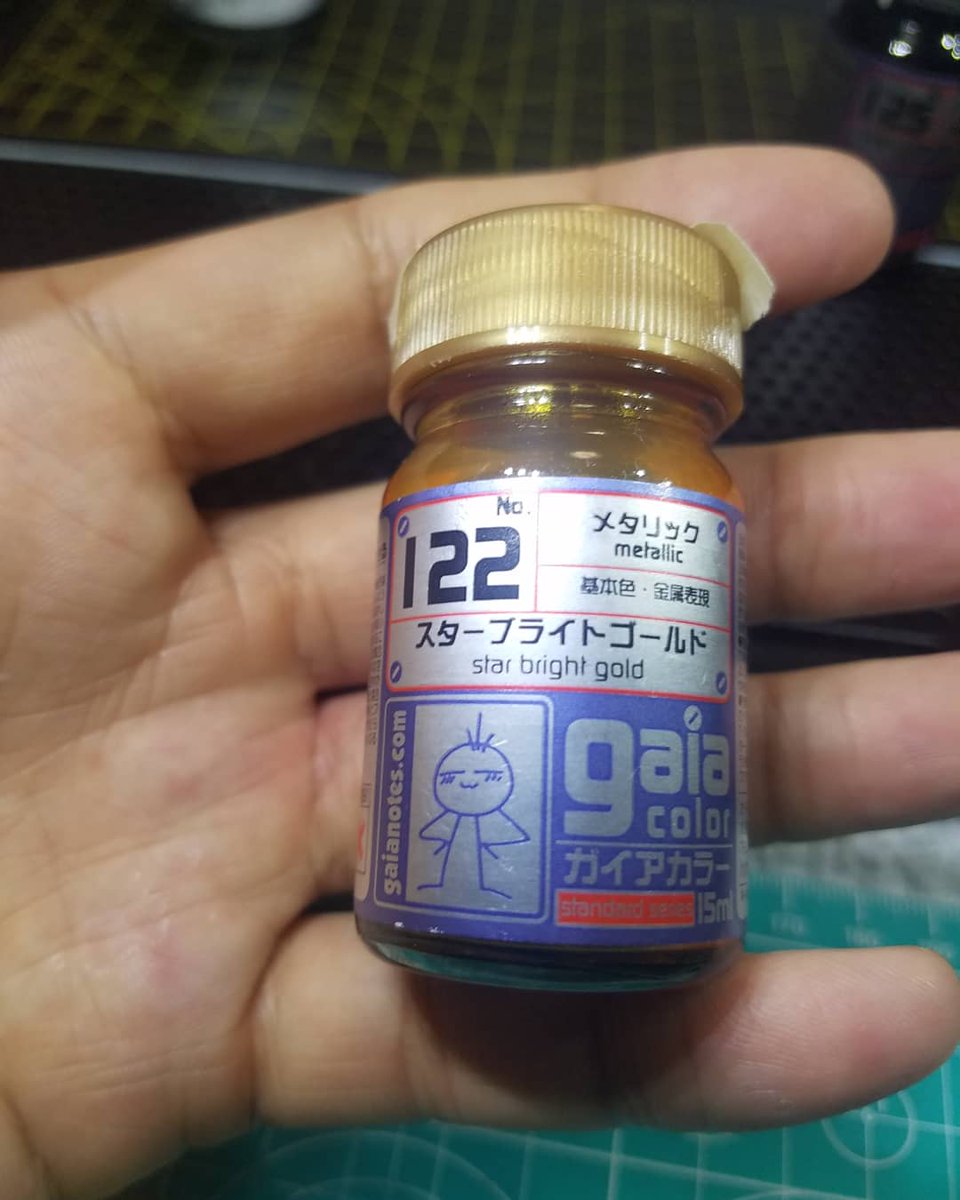 No.
122
メタリック
metallic
基本色・金属表現
スターブライトゴールド
star bright gold
gaianotes.com
gaia
color
ガイアカラー
standard series 15ml